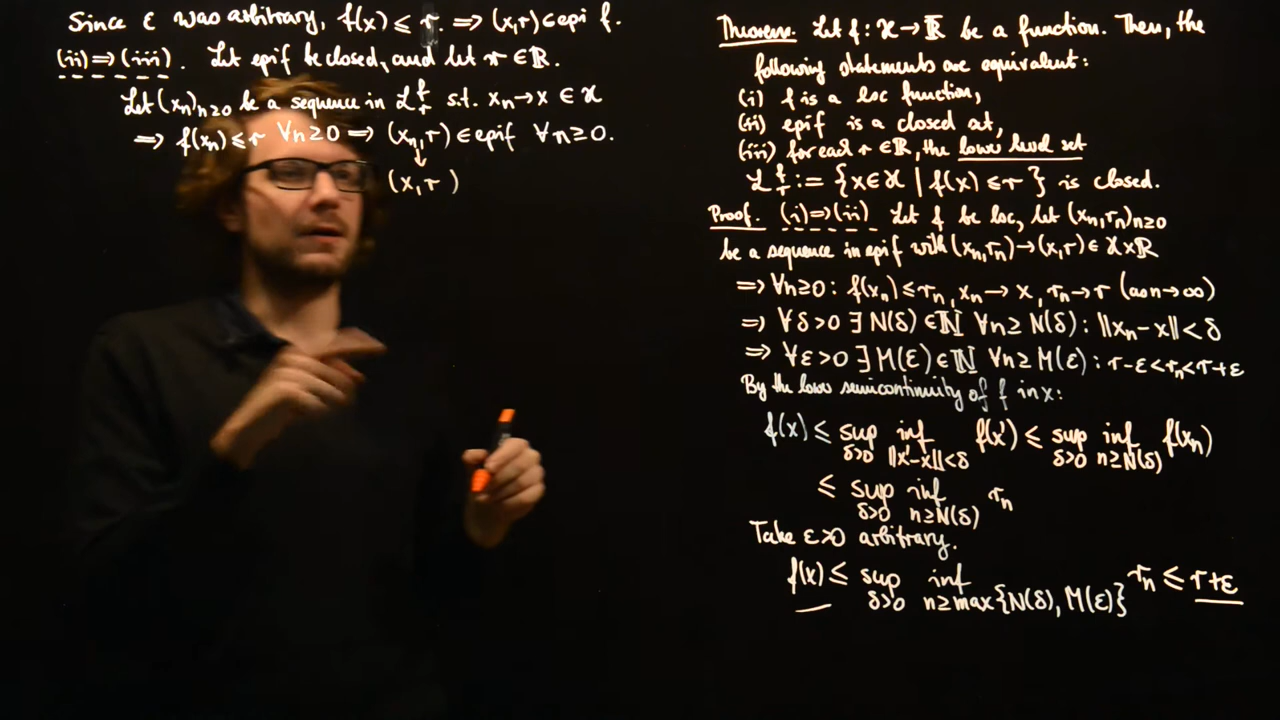 Since ε was arbitrary, f(x) ≤ r. ⟹ (x,r) ∈ epi f.
(ii)⟹(iii). Let epi f be closed, and let r ∈ ℝ.
Let (xₙ)ₙ≥₀ be a sequence in 𝓛ᶠᵣ s.t. xₙ → x ∈ 𝓧
⟹ f(xₙ) ≤ r ∀n≥0 ⟹ (xₙ,r) ∈ epi f ∀n≥0.
↓
(x,r)
Theorem. Let f: 𝓧 → ℝ̅ be a function. Then, the
following statements are equivalent:
(i) f is a lsc function,
(ii) epi f is a closed set,
(iii) for each r ∈ ℝ, the lower level set
𝓛ᶠᵣ := {x ∈ 𝓧 | f(x) ≤ r} is closed.
Proof. (i)⟹(ii) Let f be lsc, let (xₙ,rₙ)ₙ≥₀
be a sequence in epi f with (xₙ,rₙ) → (x,r) ∈ 𝓧×ℝ
⟹ ∀n≥0: f(xₙ) ≤ rₙ, xₙ → x, rₙ → r (as n→∞)
⟹ ∀δ>0 ∃N(δ)∈ℕ ∀n≥N(δ): ‖xₙ-x‖<δ
⟹ ∀ε>0 ∃M(ε)∈ℕ ∀n≥M(ε): r-ε<rₙ<r+ε
By the lower semicontinuity of f in x:
f(x) ≤ sup inf f(x') ≤ sup inf f(xₙ)
δ>0 ‖x'-x‖<δ δ>0 n≥N(δ)
≤ sup inf rₙ
δ>0 n≥N(δ)
Take ε>0 arbitrary.
f(x) ≤ sup inf rₙ ≤ r+ε
δ>0 n≥max{N(δ), M(ε)}